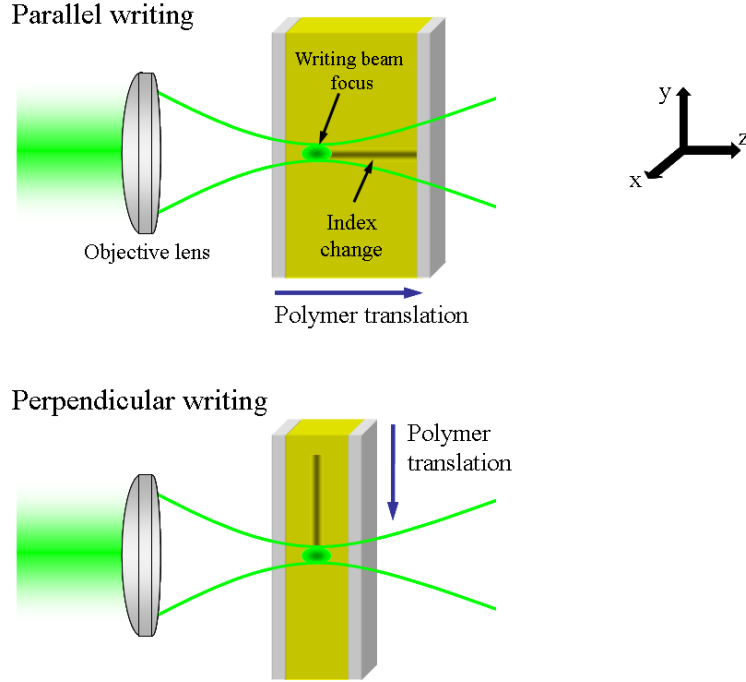 Parallel writing
Writing beam
focus
y
z
x
Index
change
Objective lens
Polymer translation
Perpendicular writing
Polymer
translation